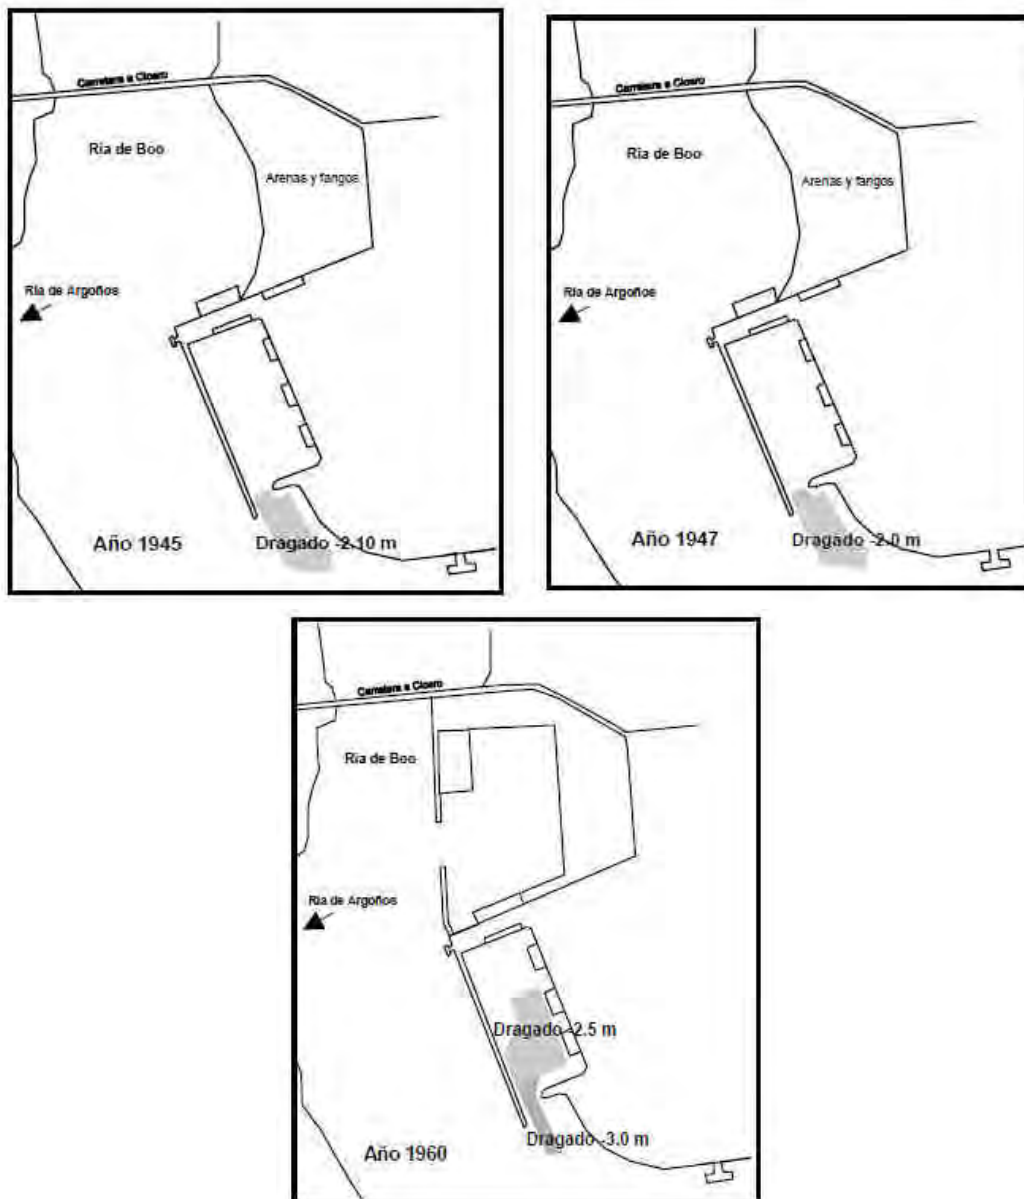 Carretera a Cicero
Ría de Boo
Arenas y fangos
Ría de Argoños
Año 1945
Dragado -2.10 m
Carretera a Cicero
Ría de Boo
Arenas y fangos
Ría de Argoños
Año 1947
Dragado -2.0 m
Carretera a Cicero
Ría de Boo
Ría de Argoños
Dragado -2.5 m
Dragado -3.0 m
Año 1960